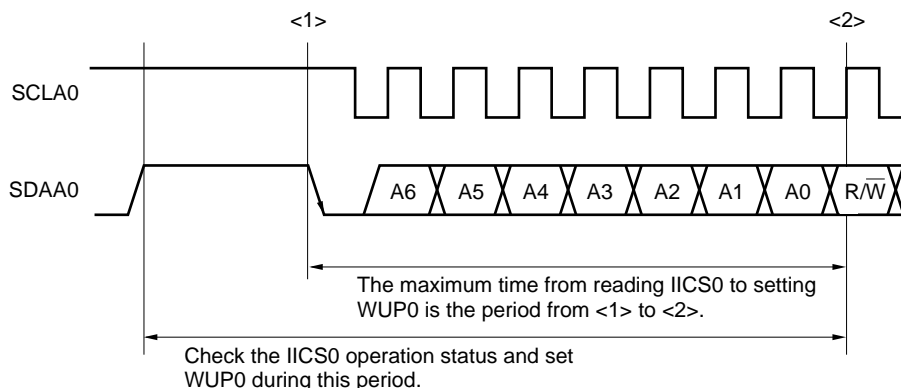 <1> <2>
SCLA0
SDAA0 A6 A5 A4 A3 A2 A1 A0 R/W̅
The maximum time from reading IICS0 to setting
WUP0 is the period from <1> to <2>.
Check the IICS0 operation status and set
WUP0 during this period.